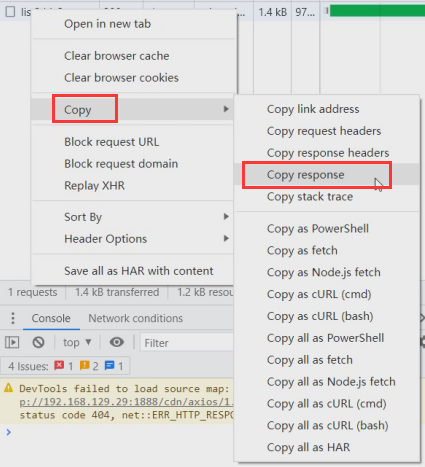 lis 1.4 kB 97...
Open in new tab
Clear browser cache
Clear browser cookies
Copy
Block request URL
Block request domain
Replay XHR
Sort By
Header Options
Save all as HAR with content
Copy link address
Copy request headers
Copy response headers
Copy response
Copy stack trace
Copy as PowerShell
Copy as fetch
Copy as Node.js fetch
Copy as cURL (cmd)
Copy as cURL (bash)
Copy all as PowerShell
Copy all as fetch
Copy all as Node.js fetch
Copy all as cURL (cmd)
Copy all as cURL (bash)
Copy all as HAR
1 requests 1.4 kB transferred 1.2 kB resou
Console Network conditions
top Filter
4 Issues: 1 2 1
DevTools failed to load source map:
p://192.168.129.29:1888/cdn/axios/1.
status code 404, net::ERR_HTTP_RESPO